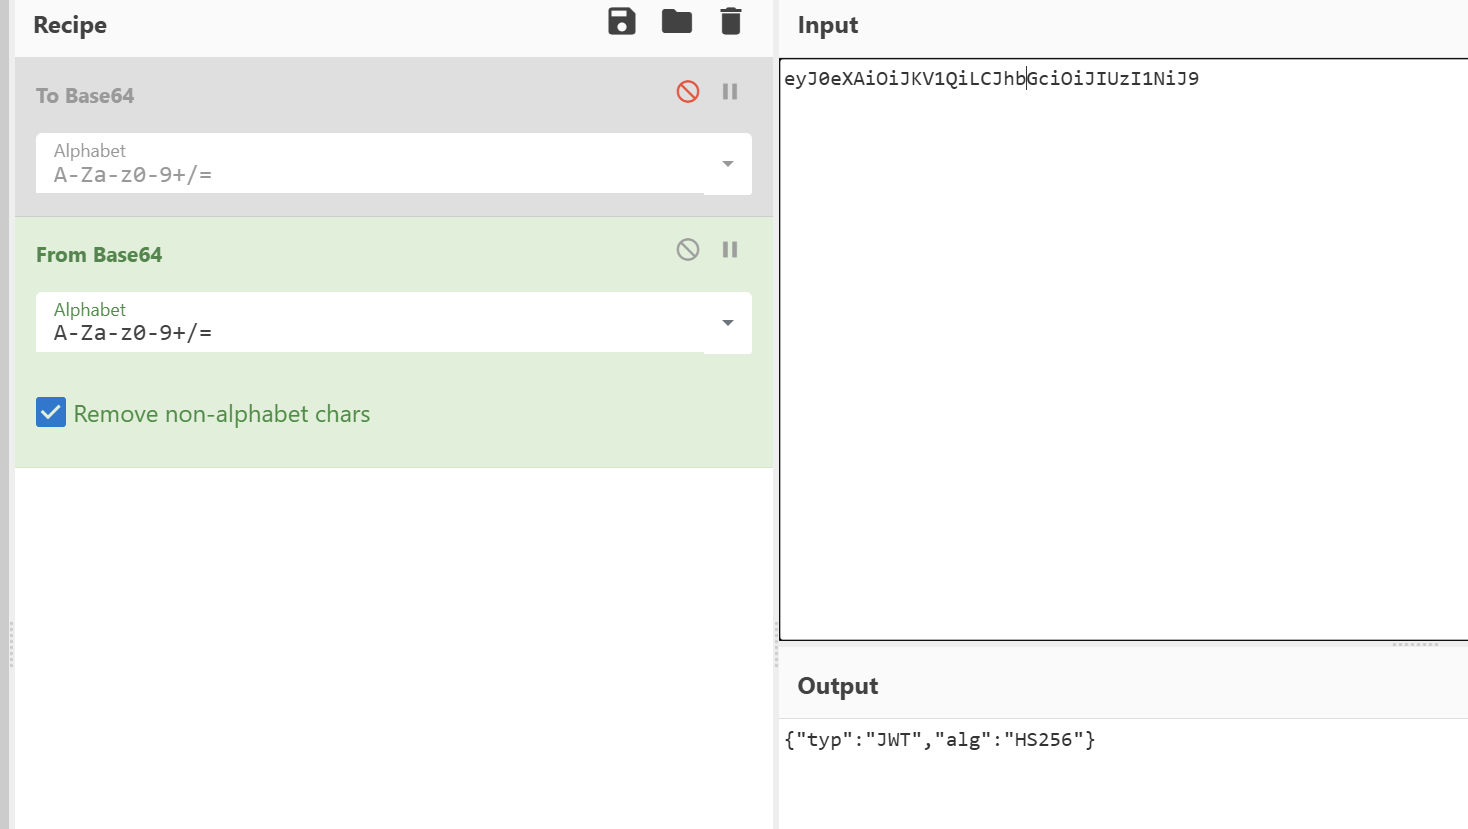 Recipe
To Base64
Alphabet
A-Za-z0-9+/=
From Base64
Alphabet
A-Za-z0-9+/=
Remove non-alphabet chars
Input
eyJ0eXAiOiJKV1QiLCJhbGciOiJIUzI1NiJ9
Output
{"typ":"JWT","alg":"HS256"}